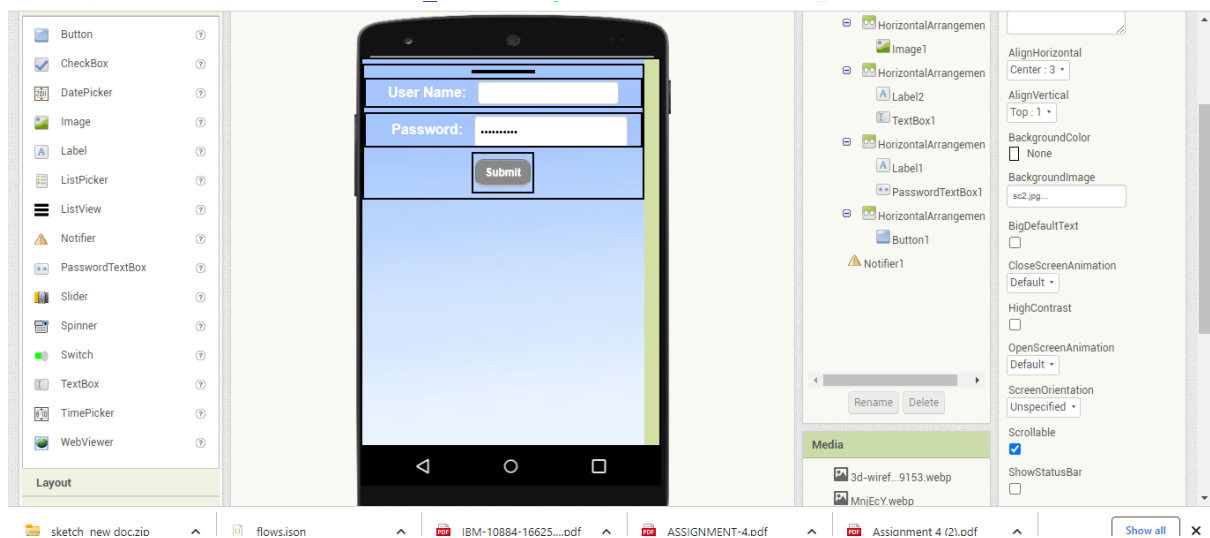 Button
CheckBox
DatePicker
Image
Label
ListPicker
ListView
Notifier
PasswordTextBox
Slider
Spinner
Switch
TextBox
TimePicker
WebViewer
Layout
User Name:
Password:
Submit
HorizontalArrangemen
Image1
HorizontalArrangemen
Label2
TextBox1
HorizontalArrangemen
Label1
PasswordTextBox1
HorizontalArrangemen
Button1
Notifier1
Rename Delete
Media
3d-wiref...9153.webp
MnjEcY.webp
AlignHorizontal
Center : 3
AlignVertical
Top : 1
BackgroundColor
None
BackgroundImage
sc2.jpg...
BigDefaultText
CloseScreenAnimation
Default
HighContrast
OpenScreenAnimation
Default
ScreenOrientation
Unspecified
Scrollable
ShowStatusBar
sketch_new doc.zip
flows.json
IBM-10884-16625....pdf
ASSIGNMENT-4.pdf
Assignment 4 (2).pdf
Show all